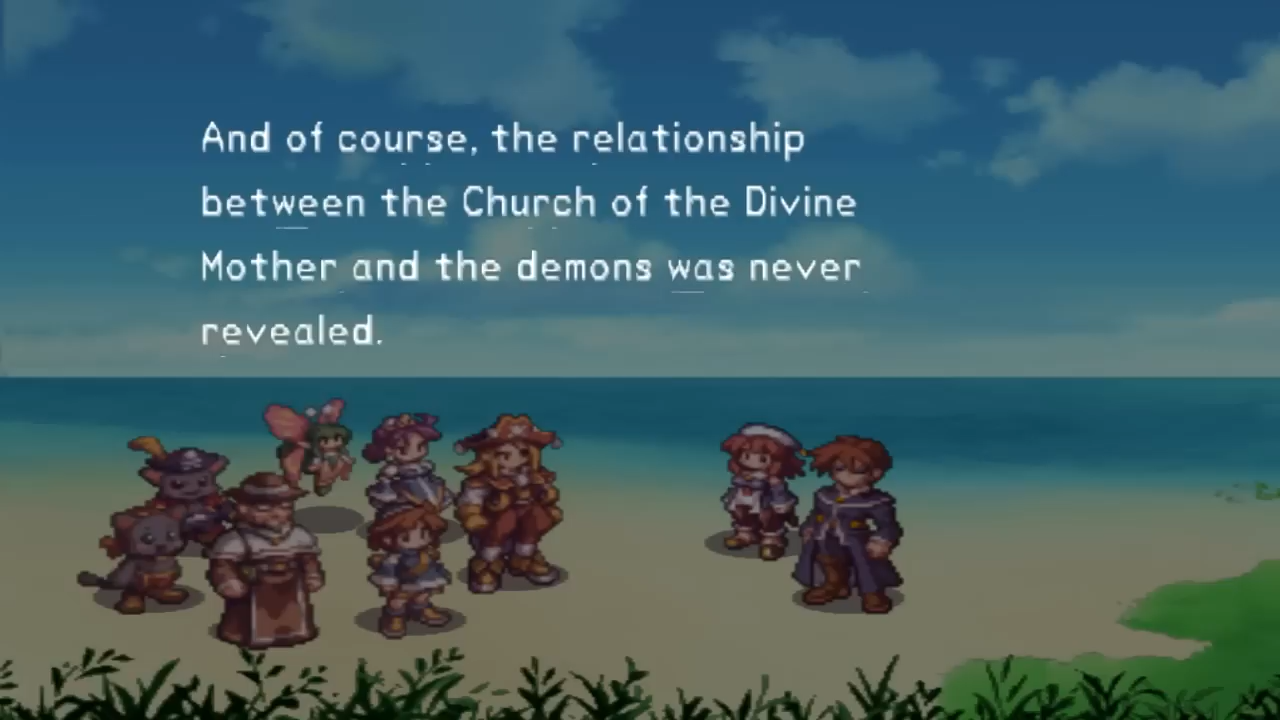 And of course, the relationship
between the Church of the Divine
Mother and the demons was never
revealed.